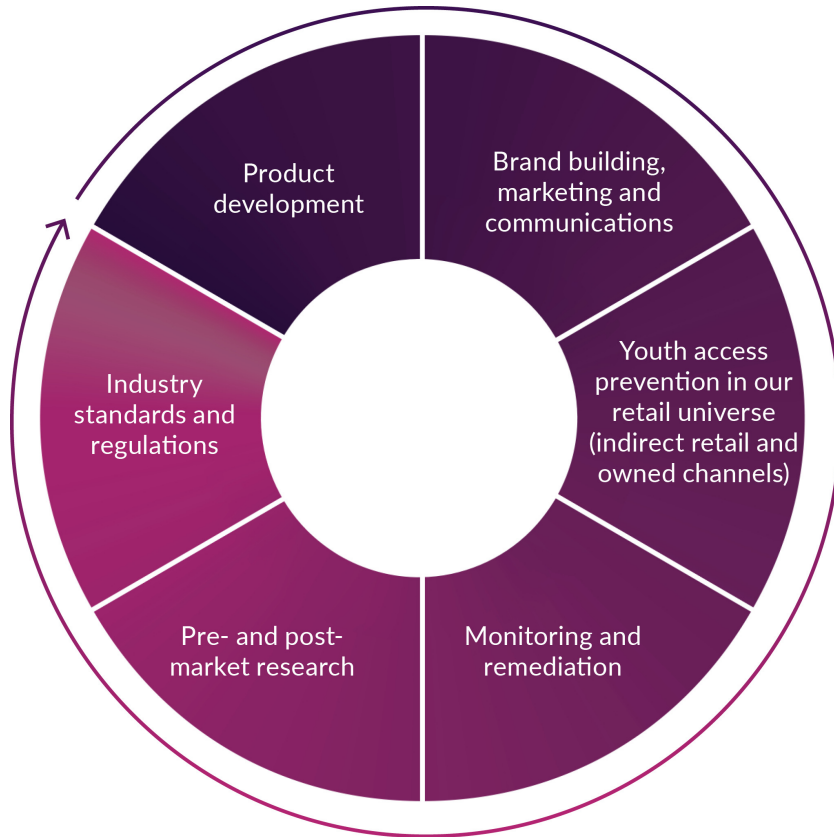 Product
development
Brand building,
marketing and
communications
Youth access
prevention in our
retail universe
(indirect retail and
owned channels)
Monitoring and
remediation
Pre- and post-
market research
Industry
standards and
regulations